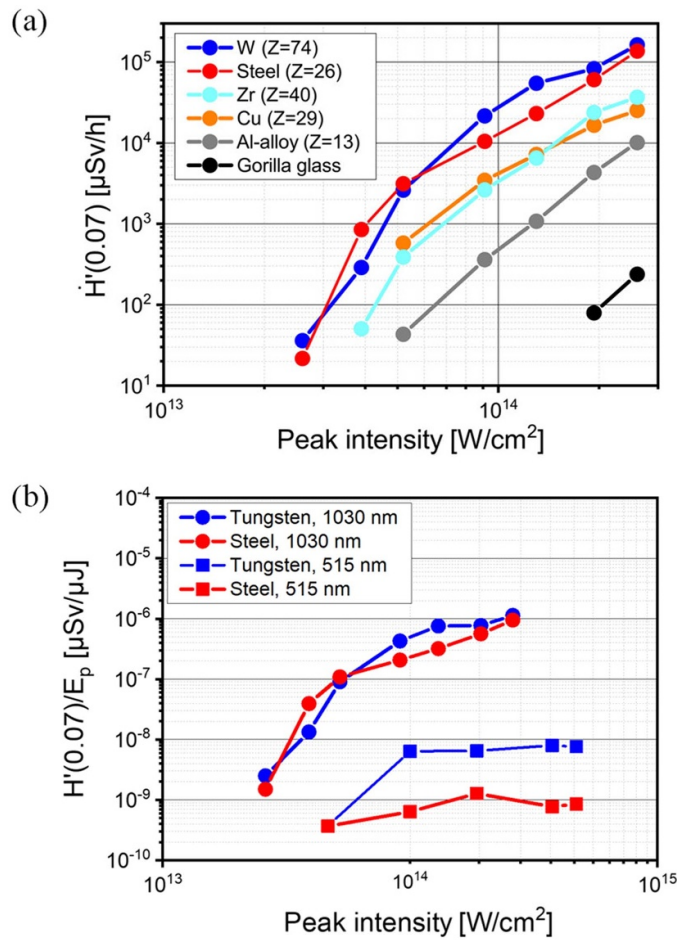 (a)
W (Z=74)
Steel (Z=26)
Zr (Z=40)
Cu (Z=29)
Al-alloy (Z=13)
Gorilla glass
Ḣ'(0.07) [µSv/h]
10⁵
10⁴
10³
10²
10¹
10¹³
10¹⁴
Peak intensity [W/cm²]
(b)
Tungsten, 1030 nm
Steel, 1030 nm
Tungsten, 515 nm
Steel, 515 nm
H'(0.07)/Eₚ [µSv/µJ]
10⁻⁴
10⁻⁵
10⁻⁶
10⁻⁷
10⁻⁸
10⁻⁹
10⁻¹⁰
10¹³
10¹⁴
10¹⁵
Peak intensity [W/cm²]